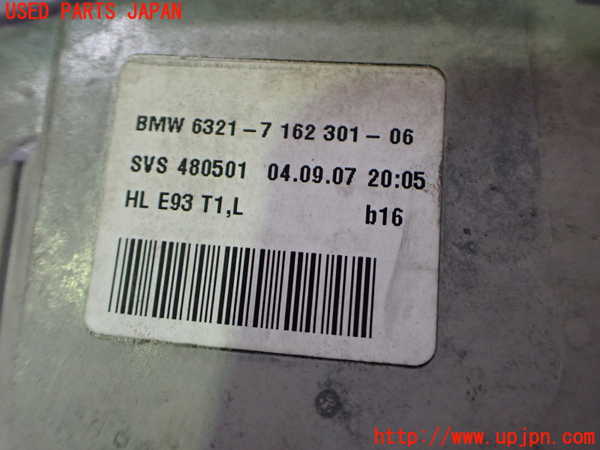 USED PARTS JAPAN
BMW 6321-7 162 301-06
SVS 480501 04.09.07 20:05
HL E93 T1,L b16
http://www.upjpn.com/